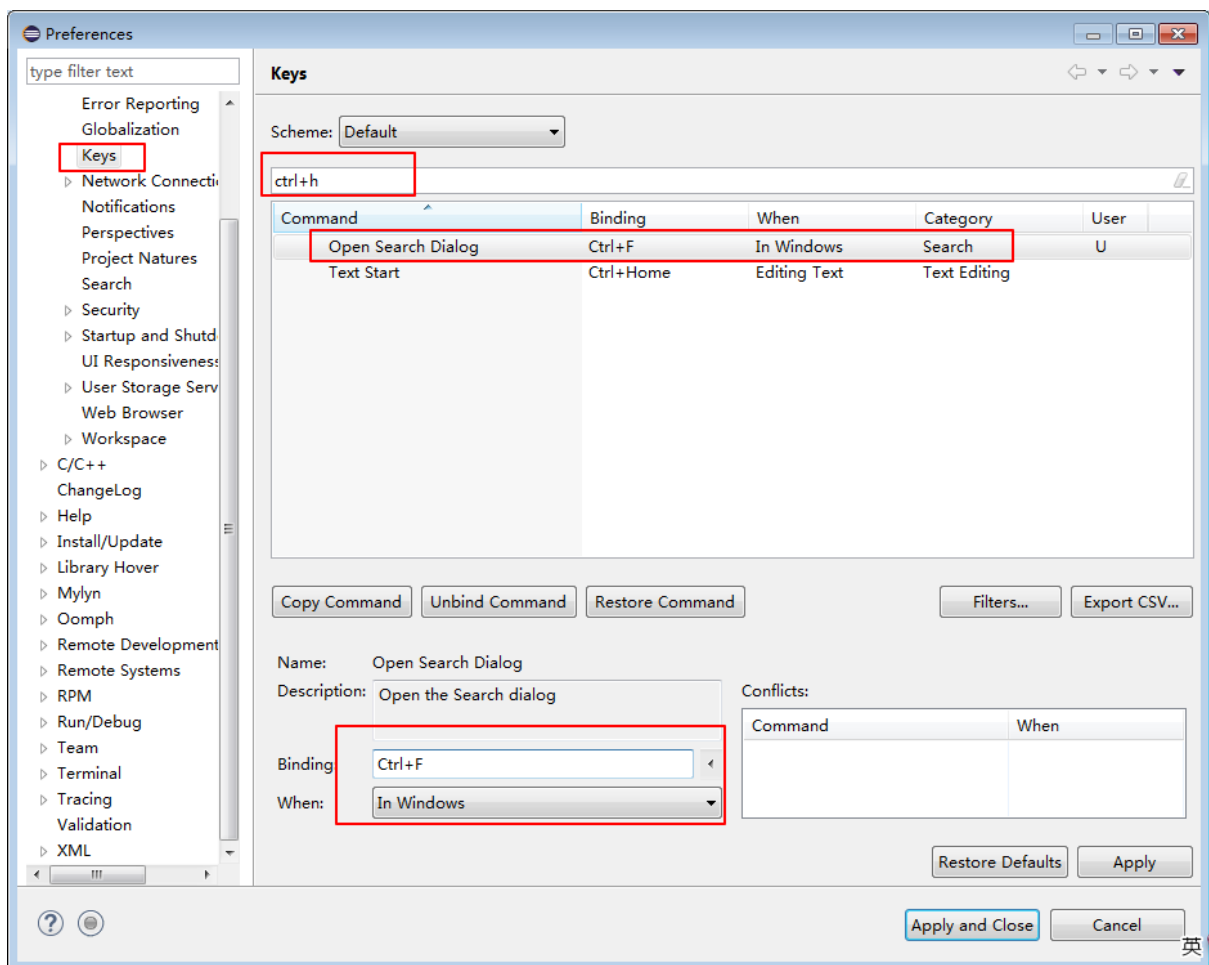 Preferences
type filter text
Error Reporting
Globalization
Keys
Network Connecti
Notifications
Perspectives
Project Natures
Search
Security
Startup and Shutd
UI Responsiveness
User Storage Serv
Web Browser
Workspace
C/C++
ChangeLog
Help
Install/Update
Library Hover
Mylyn
Oomph
Remote Development
Remote Systems
RPM
Run/Debug
Team
Terminal
Tracing
Validation
XML
Keys
Scheme: Default
ctrl+h
Command Binding When Category User
Open Search Dialog Ctrl+F In Windows Search U
Text Start Ctrl+Home Editing Text Text Editing
Copy Command Unbind Command Restore Command Filters... Export CSV...
Name: Open Search Dialog
Description: Open the Search dialog
Binding Ctrl+F
When: In Windows
Conflicts:
Command When
Restore Defaults Apply
Apply and Close Cancel
英